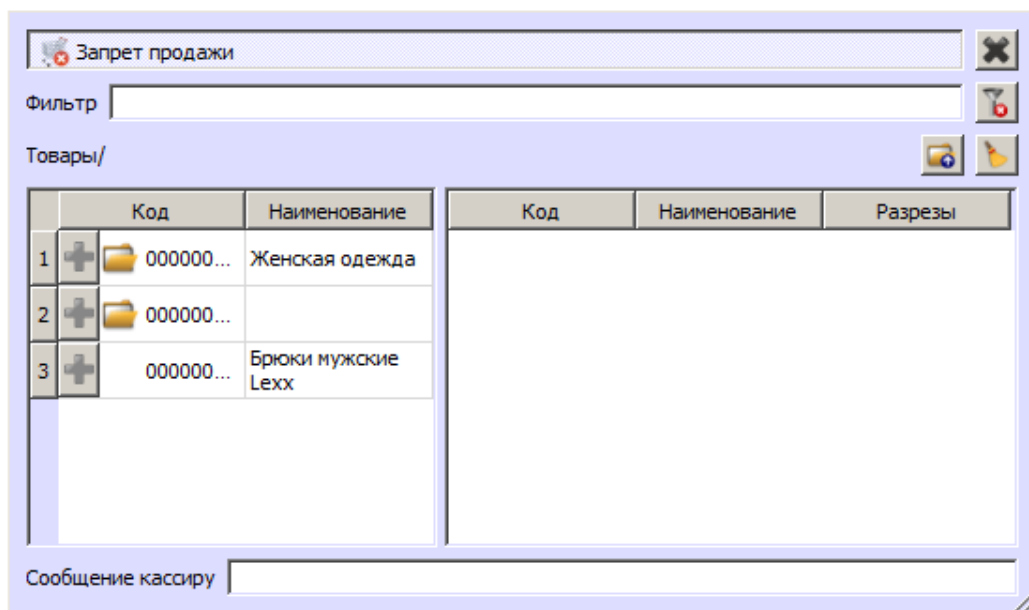 Запрет продажи
Фильтр
Товары/
Код Наименование Код Наименование Разрезы
1 000000... Женская одежда
2 000000...
3 000000... Брюки мужские
Lexx
Сообщение кассиру